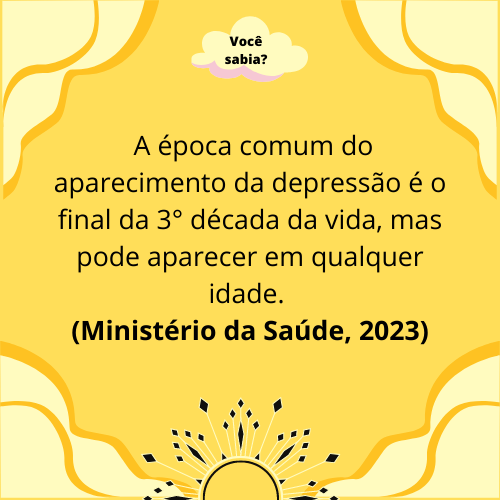 Você
sabia?
A época comum do
aparecimento da depressão é o
final da 3° década da vida, mas
pode aparecer em qualquer
idade.
(Ministério da Saúde, 2023)